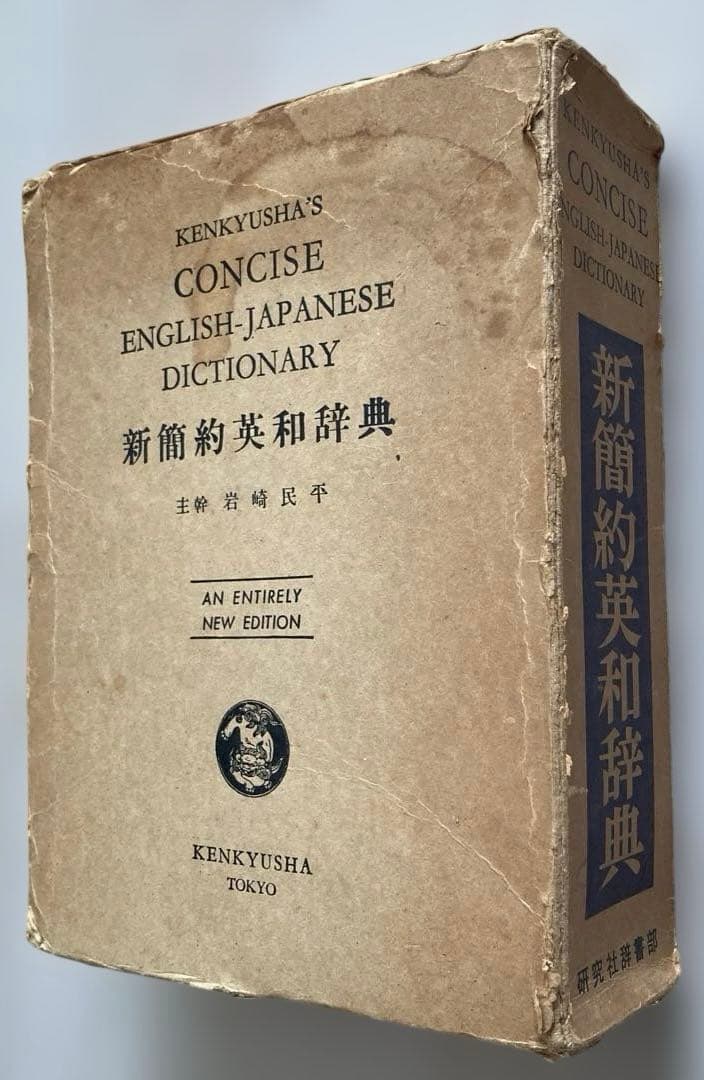 KENKYUSHA'S
CONCISE
ENGLISH-JAPANESE
DICTIONARY
新簡約英和辞典
主幹 岩崎民平
AN ENTIRELY
NEW EDITION
KENKYUSHA
TOKYO
KENKYUSHA'S
CONCISE
ENGLISH-JAPANESE
DICTIONARY
新簡約英和辞典
研究社辞書部